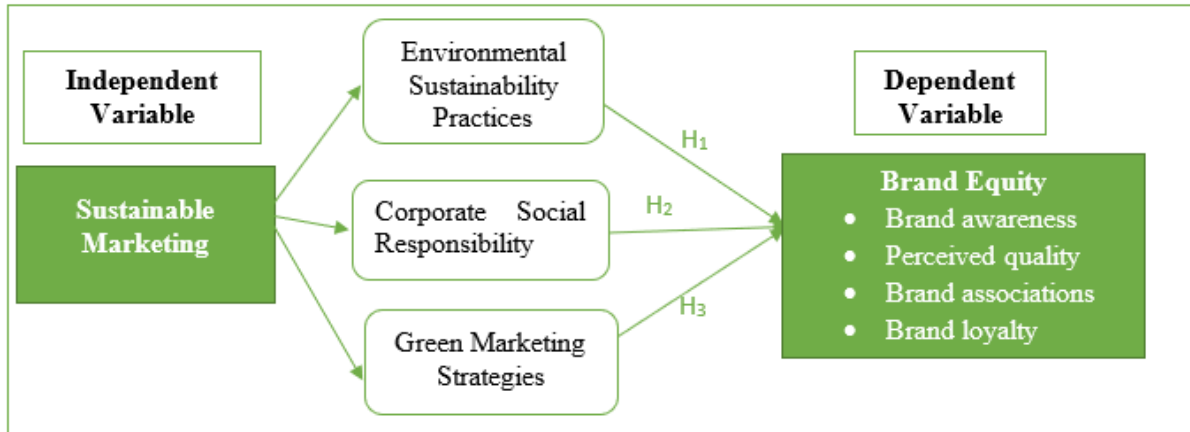 Independent
Variable
Sustainable
Marketing
Environmental
Sustainability
Practices
Corporate Social
Responsibility
Green Marketing
Strategies
H₁
H₂
H₃
Dependent
Variable
Brand Equity
• Brand awareness
• Perceived quality
• Brand associations
• Brand loyalty